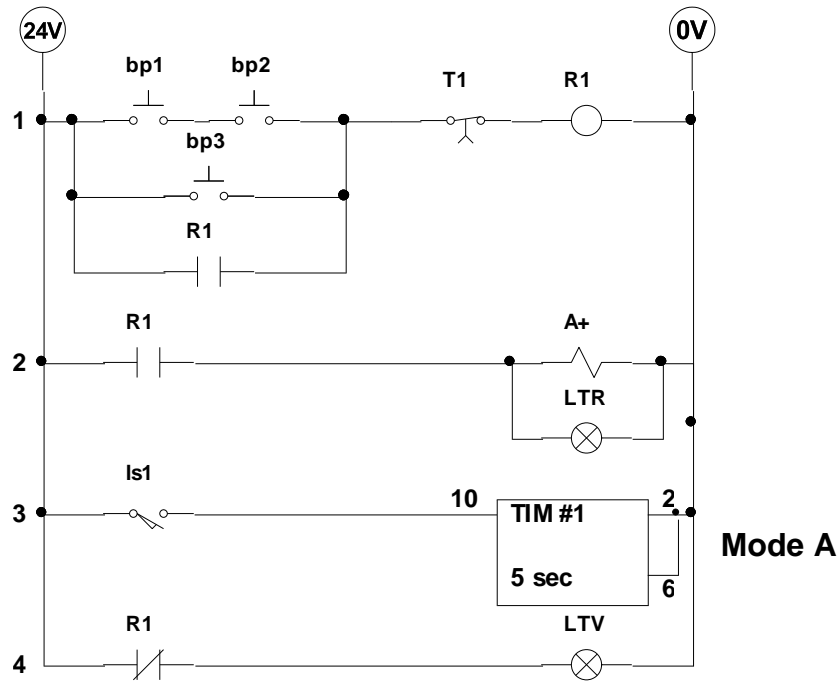 24V
0V
bp1 bp2 T1 R1
1
bp3
R1
R1 A+
2
LTR
ls1
3 10 TIM #1 2
Mode A
5 sec 6
R1 LTV
4